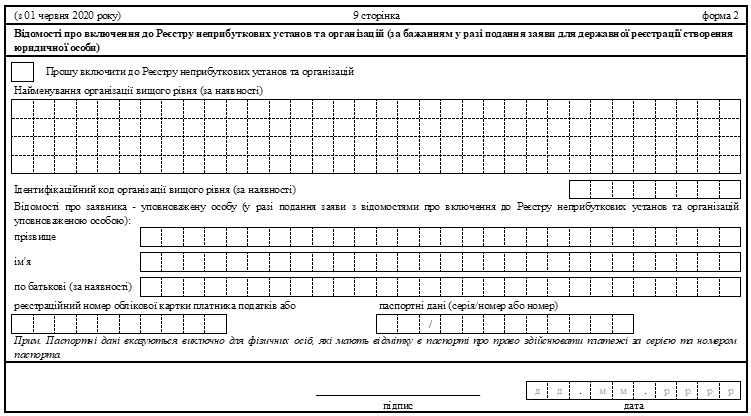 (з 01 червня 2020 року) 9 сторінка форма 2
Відомості про включення до Реєстру неприбуткових установ та організацій (за бажанням у разі подання заяви для державної реєстрації створення
юридичної особи)
Прошу включити до Реєстру неприбуткових установ та організацій
Найменування організації вищого рівня (за наявності)
Ідентифікаційний код організації вищого рівня (за наявності)
Відомості про заявника - уповноважену особу (у разі подання заяви з відомостями про включення до Реєстру неприбуткових установ та організацій
уповноваженою особою):
прізвище
ім'я
по батькові (за наявності)
реєстраційний номер облікової картки платника податків або паспортні дані (серія/номер або номер)
/
Прим. Паспортні дані вказуються виключно для фізичних осіб, які мають відмітку в паспорті про право здійснювати платежі за серією та номером
паспорта.
д д . м м . р р р р
підпис дата